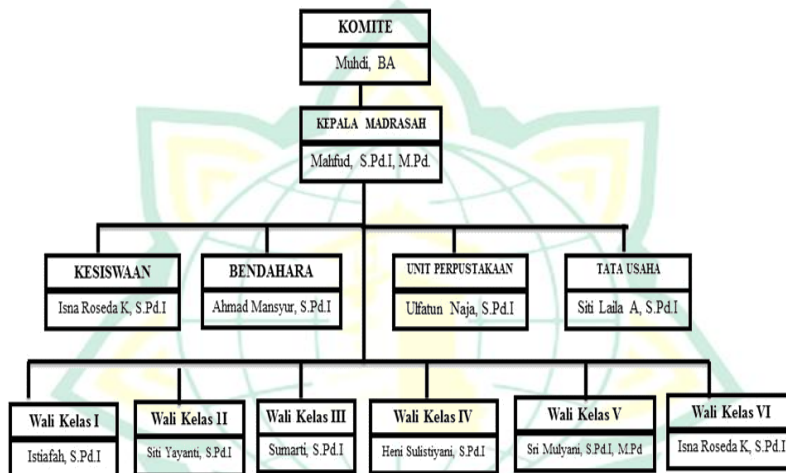 KOMITE
Muhdi, BA
KEPALA MADRASAH
Mahfud, S.Pd.I, M.Pd.
KESISWAAN
Isna Roseda K, S.Pd.I
BENDAHARA
Ahmad Mansyur, S.Pd.I
UNIT PERPUSTAKAAN
Ulfatun Naja, S.Pd.I
TATA USAHA
Siti Laila A, S.Pd.I
Wali Kelas I
Istiafah, S.Pd.I
Wali Kelas 1I
Siti Yayanti, S.Pd.I
Wali Kelas III
Sumarti, S.Pd.I
Wali Kelas IV
Heni Sulistiyani, S.Pd.I
Wali Kelas V
Sri Mulyani, S.Pd.I, M.Pd
Wali Kelas VI
Isna Roseda K, S.Pd.I